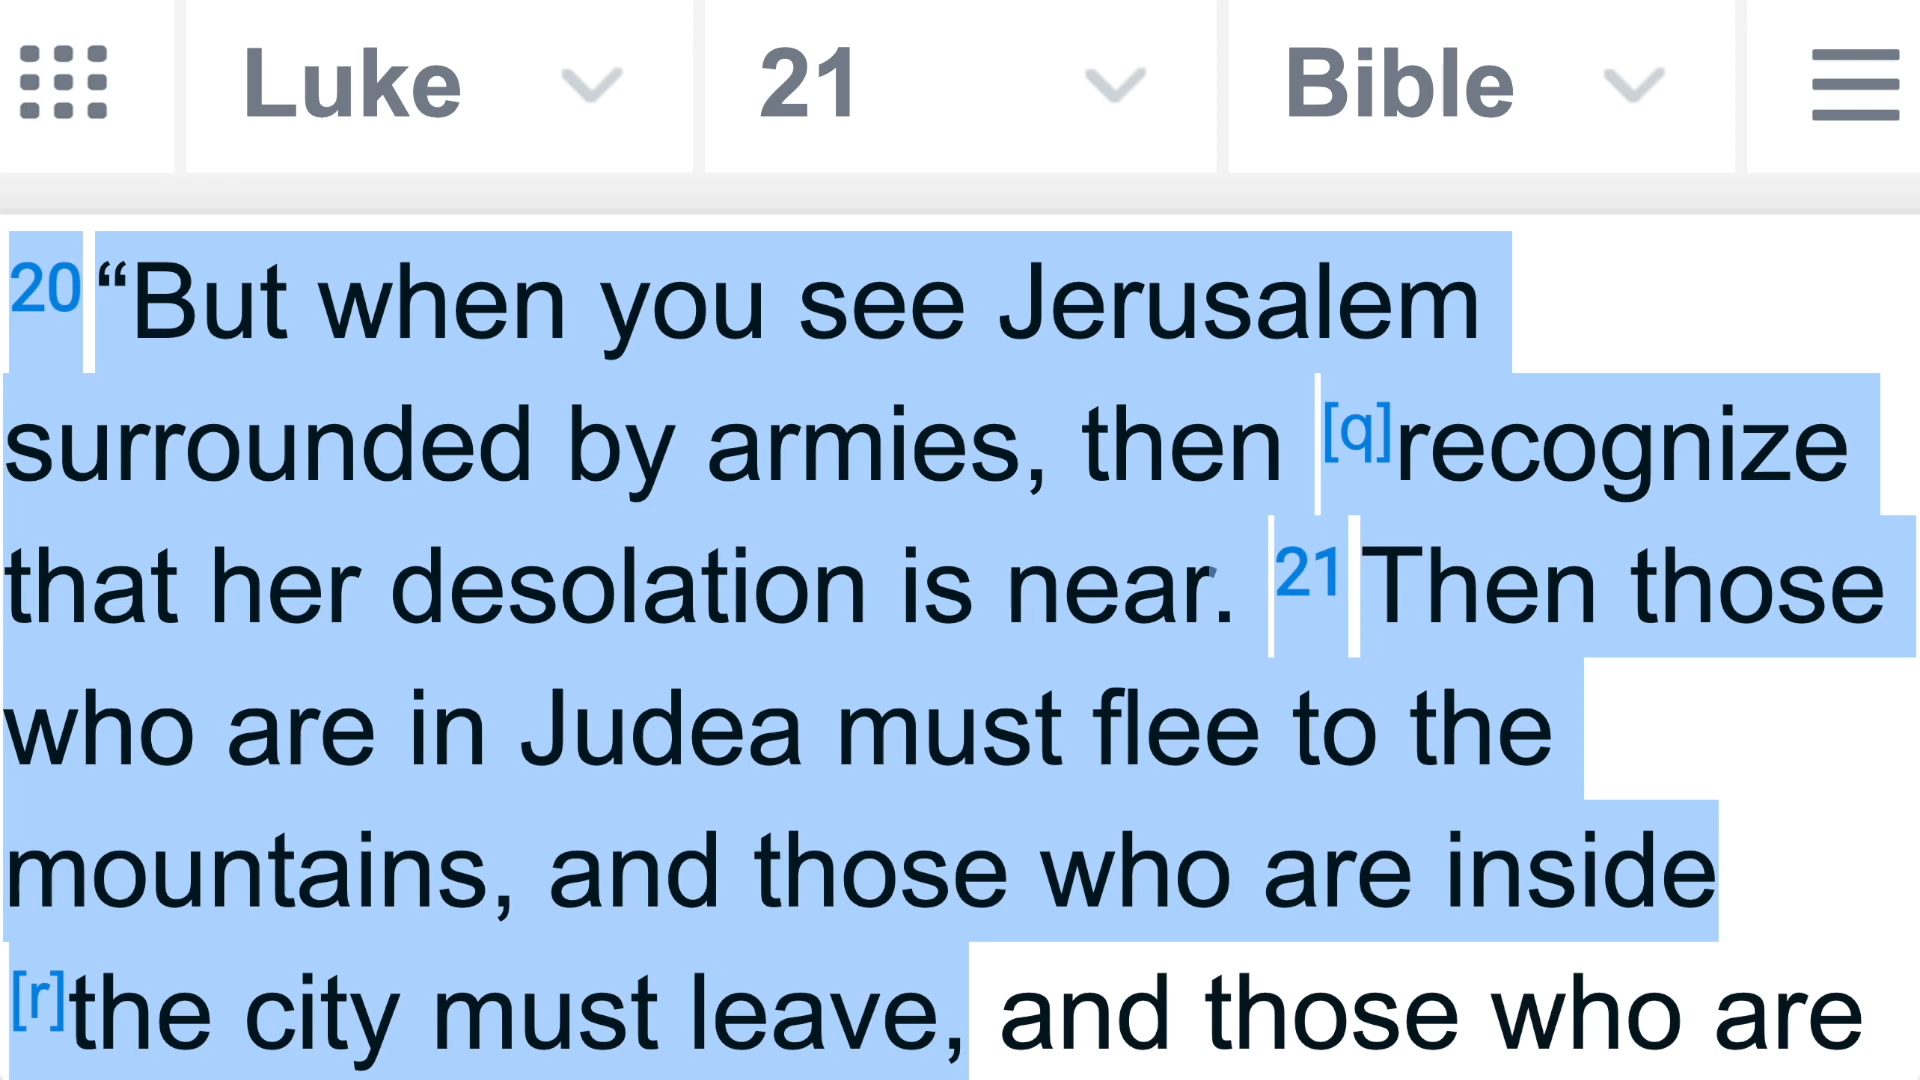 Luke 21 Bible
20 “But when you see Jerusalem
surrounded by armies, then [q]recognize
that her desolation is near. 21 Then those
who are in Judea must flee to the
mountains, and those who are inside
[r]the city must leave, and those who are